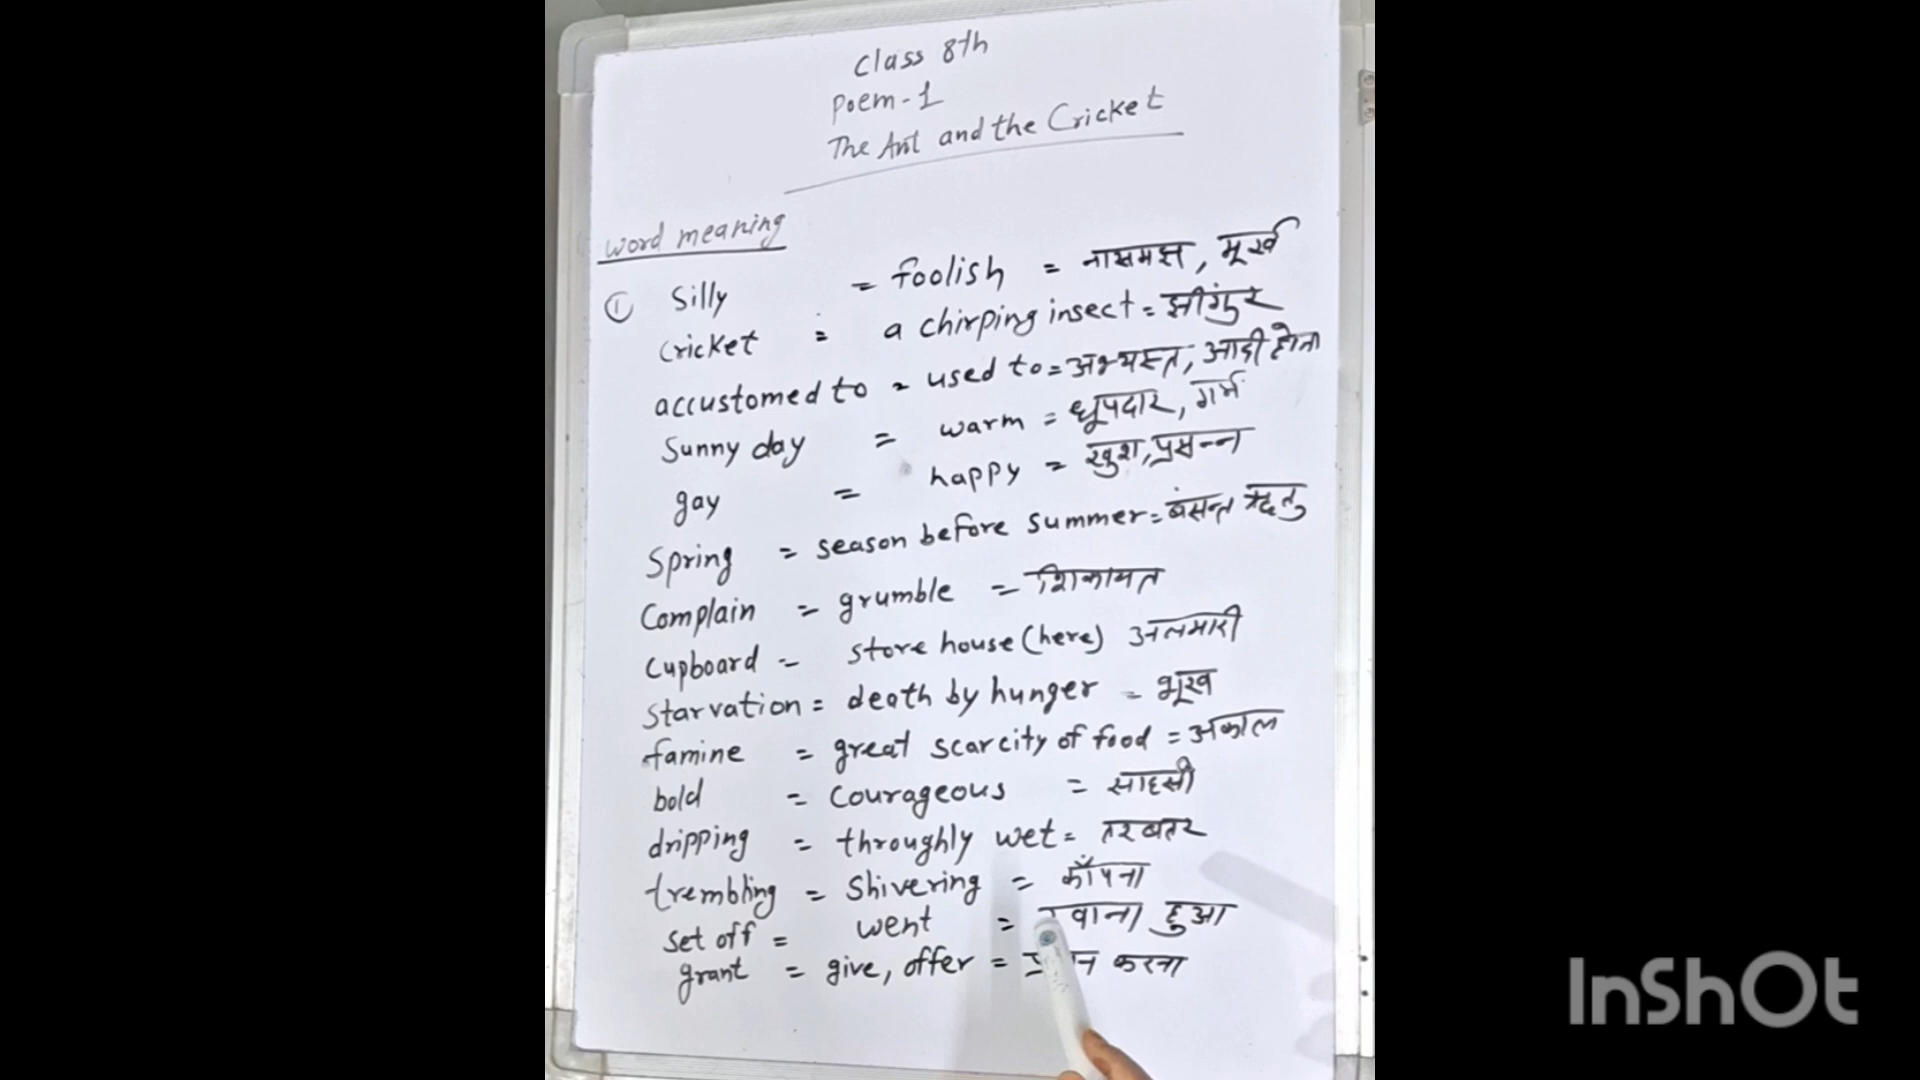 Class 8th
Poem-1
The Ant and the Cricket
Word meaning
① Silly = foolish = नासमझ, मूर्ख
Cricket = a chirping insect = झींगुर
accustomed to = used to = अभ्यस्त, आदी होना
Sunny day = warm = धूपदार, गर्म
gay = happy = खुश, प्रसन्न
Spring = season before summer = बंसन्त ऋतु
Complain = grumble = शिकायत
Cupboard = store house (here) अलमारी
Starvation = death by hunger = भूख
famine = great scarcity of food = अकाल
bold = Courageous = साहसी
dripping = throughly wet = तरबतर
trembling = Shivering = काँपना
Set off = went = रवाना हुआ
grant = give, offer = करना
InShOt